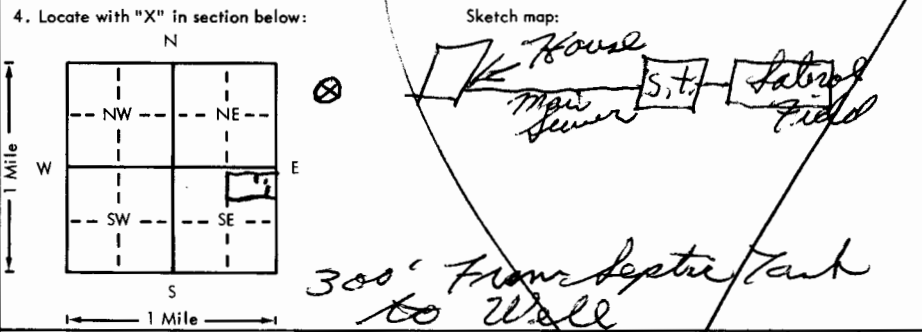 4. Locate with "X" in section below:
Sketch map:
N
House
NW
NE
S.t.
Lateral
Field
Main
Sewer
W
E
1 Mile
SW
SE
300' From Septic Tank
to Well
S
1 Mile